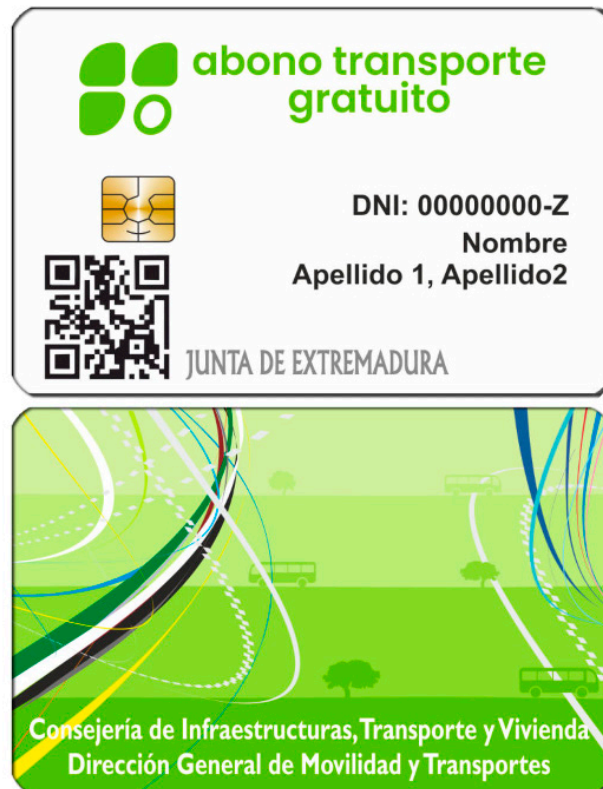 abono transporte
gratuito
DNI: 00000000-Z
Nombre
Apellido 1, Apellido2
JUNTA DE EXTREMADURA
Consejería de Infraestructuras, Transporte y Vivienda
Dirección General de Movilidad y Transportes